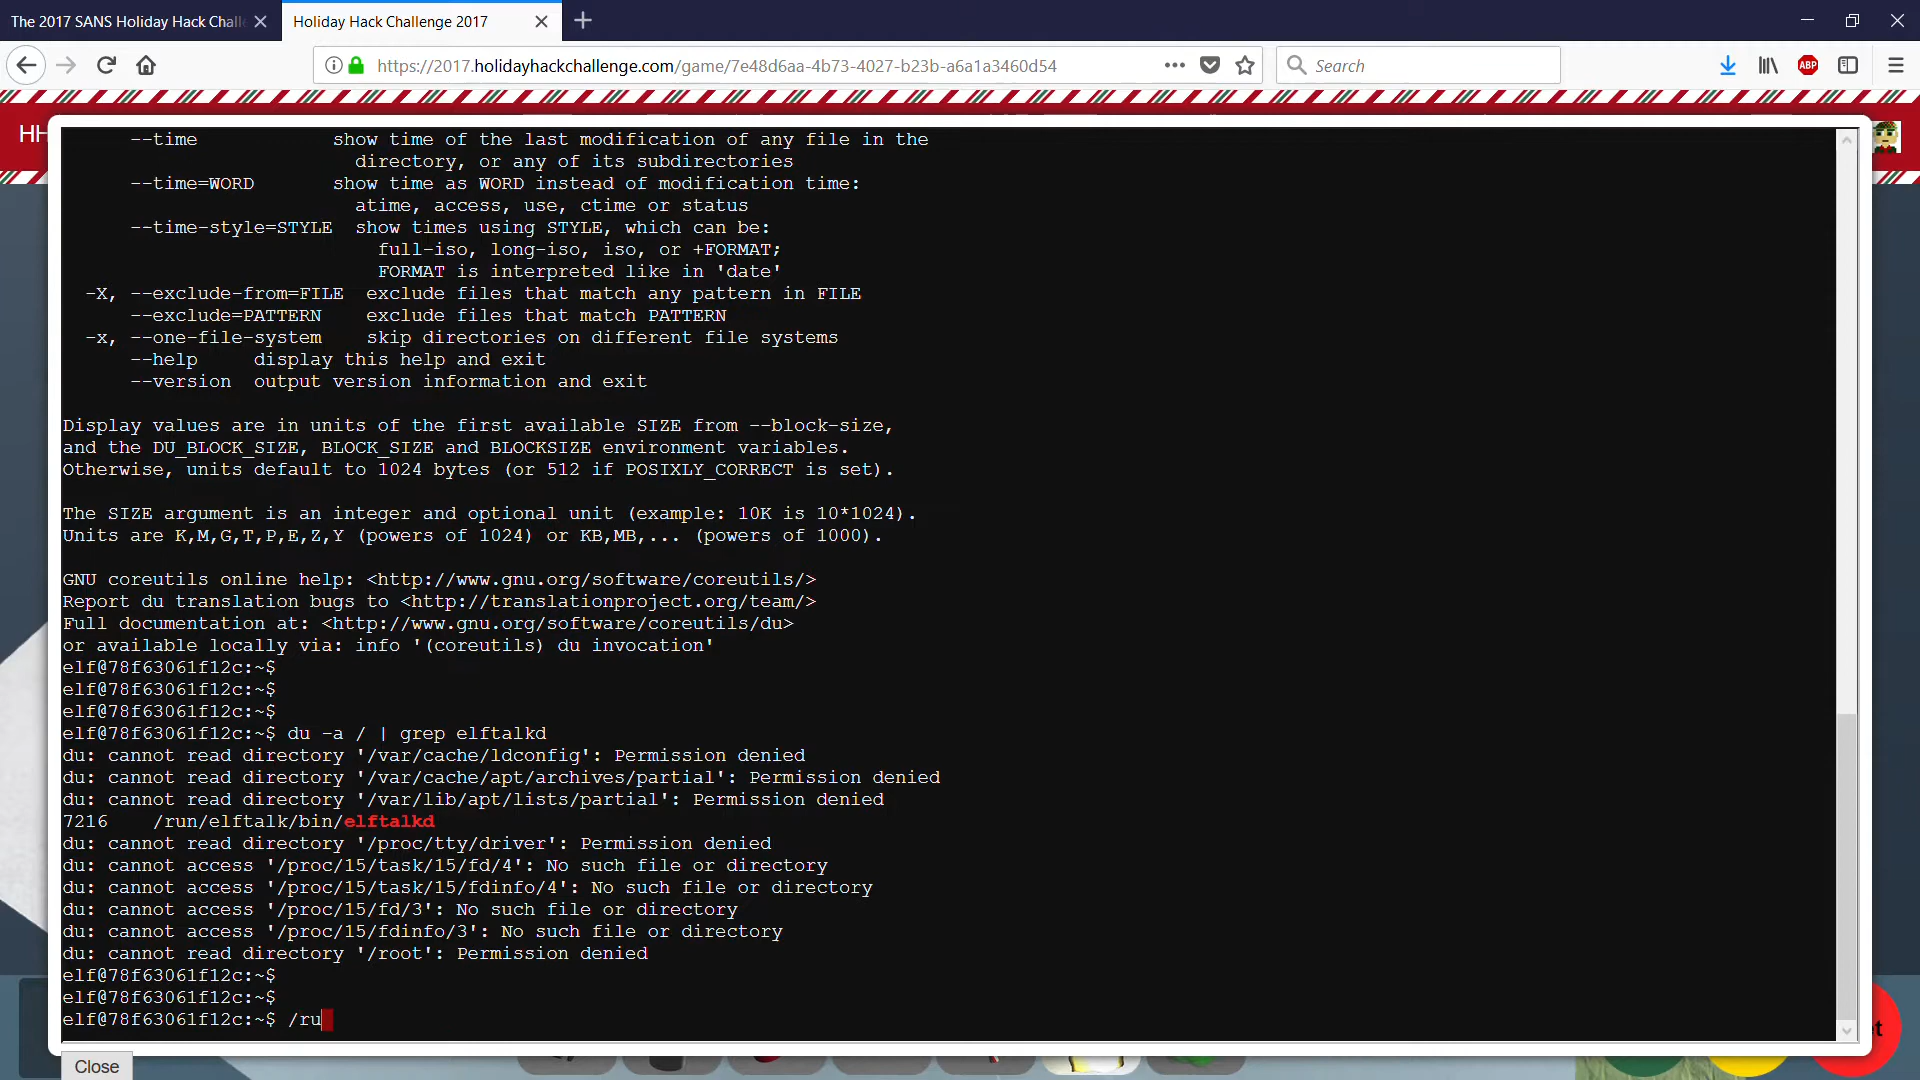 The 2017 SANS Holiday Hack Chall
Holiday Hack Challenge 2017
https://2017.holidayhackchallenge.com/game/7e48d6aa-4b73-4027-b23b-a6a1a3460d54
Search
ABP
HH
--time            show time of the last modification of any file in the
directory, or any of its subdirectories
--time=WORD       show time as WORD instead of modification time:
atime, access, use, ctime or status
--time-style=STYLE  show times using STYLE, which can be:
full-iso, long-iso, iso, or +FORMAT;
FORMAT is interpreted like in 'date'
-X, --exclude-from=FILE  exclude files that match any pattern in FILE
--exclude=PATTERN    exclude files that match PATTERN
-x, --one-file-system    skip directories on different file systems
--help     display this help and exit
--version  output version information and exit
Display values are in units of the first available SIZE from --block-size,
and the DU_BLOCK_SIZE, BLOCK_SIZE and BLOCKSIZE environment variables.
Otherwise, units default to 1024 bytes (or 512 if POSIXLY_CORRECT is set).
The SIZE argument is an integer and optional unit (example: 10K is 10*1024).
Units are K,M,G,T,P,E,Z,Y (powers of 1024) or KB,MB,... (powers of 1000).
GNU coreutils online help: <http://www.gnu.org/software/coreutils/>
Report du translation bugs to <http://translationproject.org/team/>
Full documentation at: <http://www.gnu.org/software/coreutils/du>
or available locally via: info '(coreutils) du invocation'
elf@78f63061f12c:~$
elf@78f63061f12c:~$
elf@78f63061f12c:~$
elf@78f63061f12c:~$ du -a / | grep elftalkd
du: cannot read directory '/var/cache/ldconfig': Permission denied
du: cannot read directory '/var/cache/apt/archives/partial': Permission denied
du: cannot read directory '/var/lib/apt/lists/partial': Permission denied
7216    /run/elftalk/bin/elftalkd
du: cannot read directory '/proc/tty/driver': Permission denied
du: cannot access '/proc/15/task/15/fd/4': No such file or directory
du: cannot access '/proc/15/task/15/fdinfo/4': No such file or directory
du: cannot access '/proc/15/fd/3': No such file or directory
du: cannot access '/proc/15/fdinfo/3': No such file or directory
du: cannot read directory '/root': Permission denied
elf@78f63061f12c:~$
elf@78f63061f12c:~$
elf@78f63061f12c:~$ /ru
Close